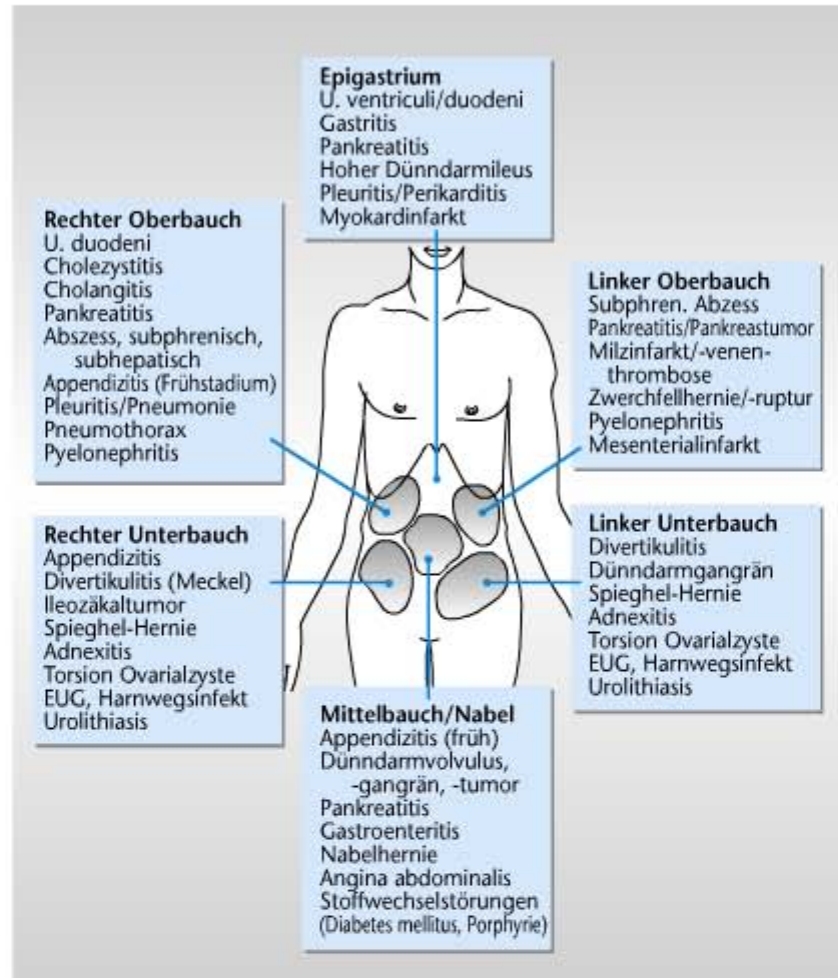 Epigastrium
U. ventriculi/duodeni
Gastritis
Pankreatitis
Hoher Dünndarmileus
Pleuritis/Perikarditis
Myokardinfarkt
Rechter Oberbauch
U. duodeni
Cholezystitis
Cholangitis
Pankreatitis
Abszess, subphrenisch,
subhepatisch
Appendizitis (Frühstadium)
Pleuritis/Pneumonie
Pneumothorax
Pyelonephritis
Linker Oberbauch
Subphren. Abzess
Pankreatitis/Pankreastumor
Milzinfarkt/-venen-
thrombose
Zwerchfellhernie/-ruptur
Pyelonephritis
Mesenterialinfarkt
Rechter Unterbauch
Appendizitis
Divertikulitis (Meckel)
Ileozäkaltumor
Spieghel-Hernie
Adnexitis
Torsion Ovarialzyste
EUG, Harnwegsinfekt
Urolithiasis
Linker Unterbauch
Divertikulitis
Dünndarmgangrän
Spieghel-Hernie
Adnexitis
Torsion Ovarialzyste
EUG, Harnwegsinfekt
Urolithiasis
Mittelbauch/Nabel
Appendizitis (früh)
Dünndarmvolvulus,
-gangrän, -tumor
Pankreatitis
Gastroenteritis
Nabelhernie
Angina abdominalis
Stoffwechselstörungen
(Diabetes mellitus, Porphyrie)